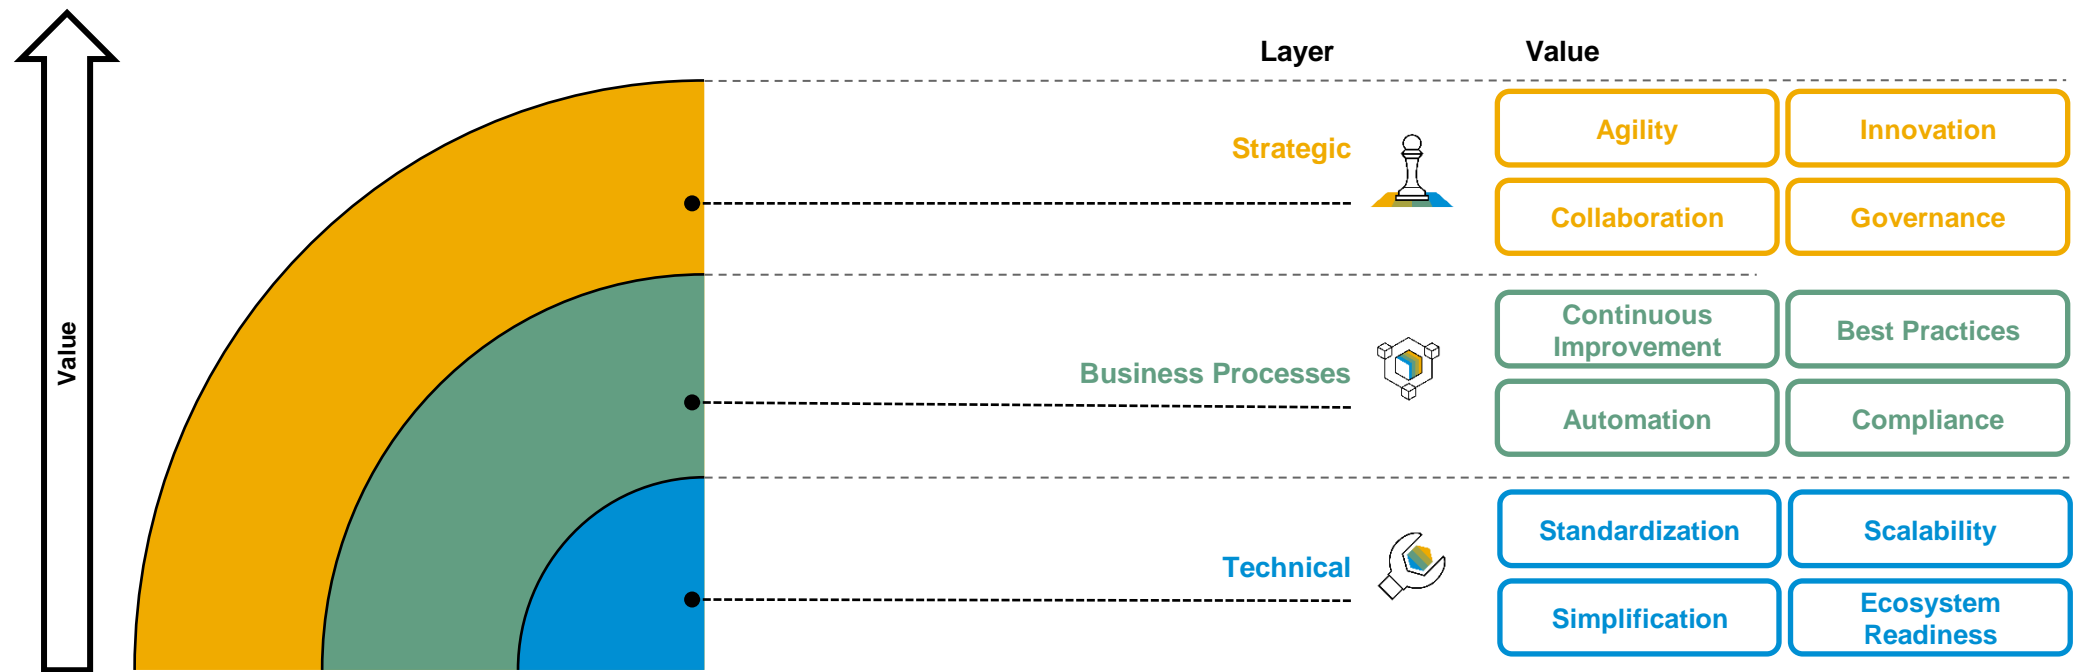 Layer
Value
Strategic
Agility
Innovation
Collaboration
Governance
Value
Business Processes
Continuous
Improvement
Best Practices
Automation
Compliance
Technical
Standardization
Scalability
Simplification
Ecosystem
Readiness